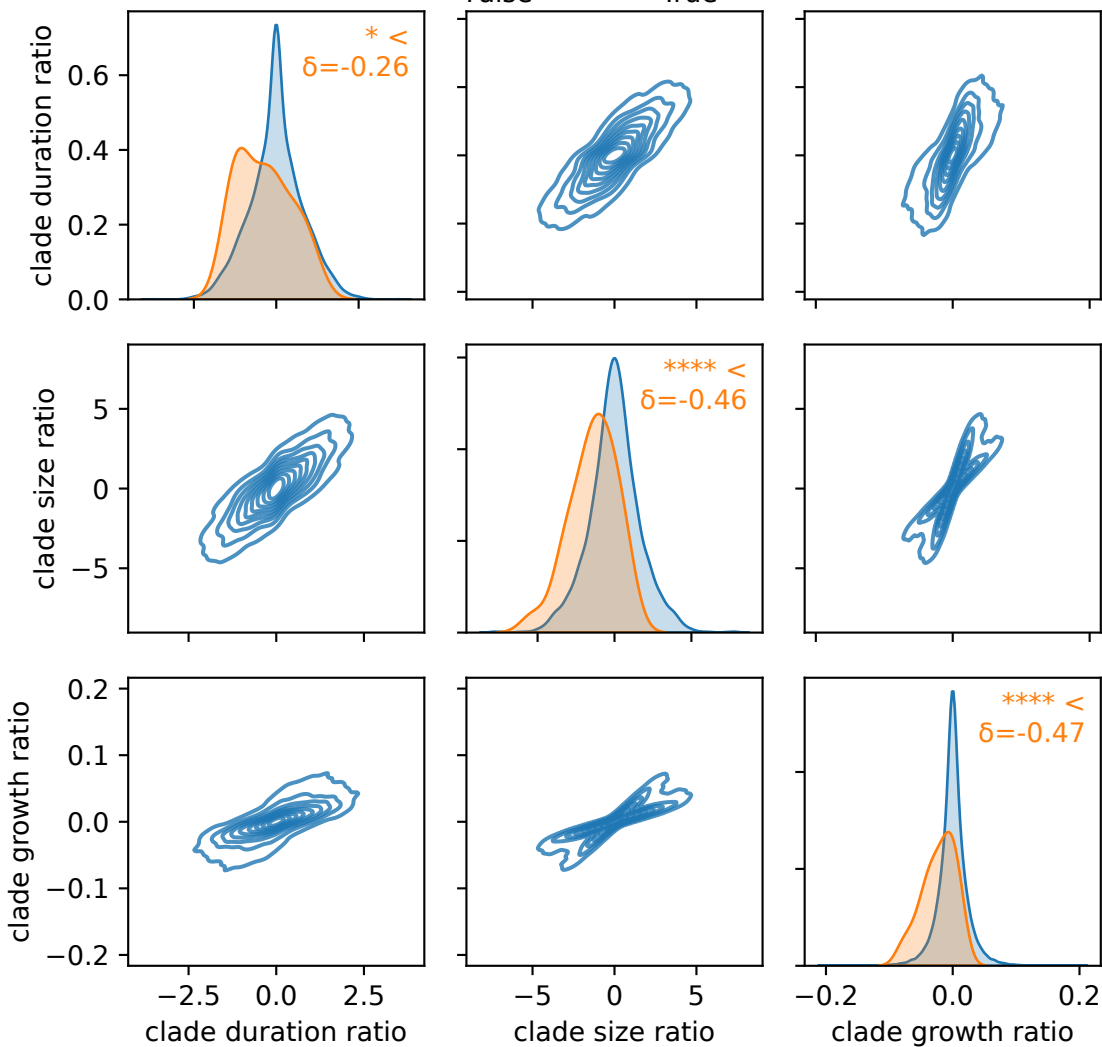 * <
δ=-0.26
clade duration ratio
0.6
0.4
0.2
0.0
**** <
δ=-0.46
clade size ratio
5
0
−5
**** <
δ=-0.47
clade growth ratio
0.2
0.1
0.0
−0.1
−0.2
−2.5 0.0 2.5
clade duration ratio
−5 0 5
clade size ratio
−0.2 0.0 0.2
clade growth ratio